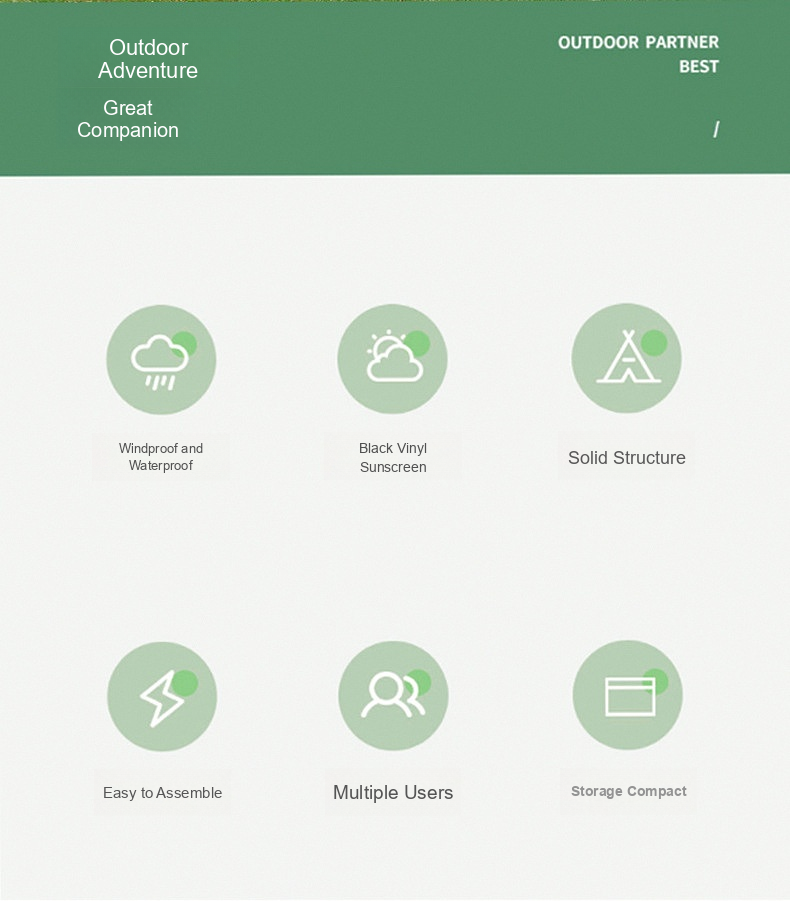 Outdoor
Adventure
Great
Companion
OUTDOOR PARTNER
BEST
/
Windproof and
Waterproof
Black Vinyl
Sunscreen
Solid Structure
Easy to Assemble
Multiple Users
Storage Compact